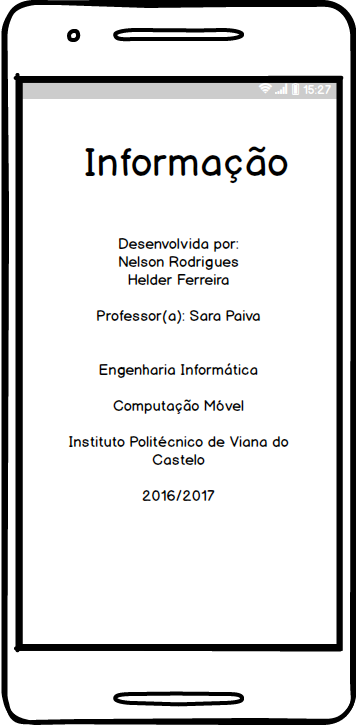 15:27
Informação
Desenvolvida por:
Nelson Rodrigues
Helder Ferreira
Professor(a): Sara Paiva
Engenharia Informática
Computação Móvel
Instituto Politécnico de Viana do
Castelo
2016/2017